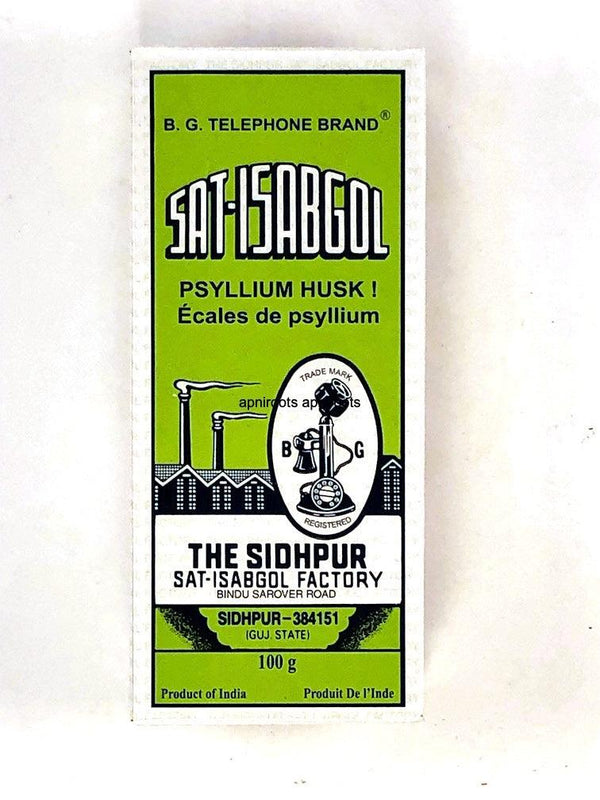 B. G. TELEPHONE BRAND®
SAT-ISABGOL
PSYLLIUM HUSK !
Écales de psyllium
TRADE MARK
B G
REGISTERED
THE SIDHPUR
SAT-ISABGOL FACTORY
BINDU SAROVER ROAD
SIDHPUR-384151
(GUJ. STATE)
100 g
Product of India Produit De l'Inde